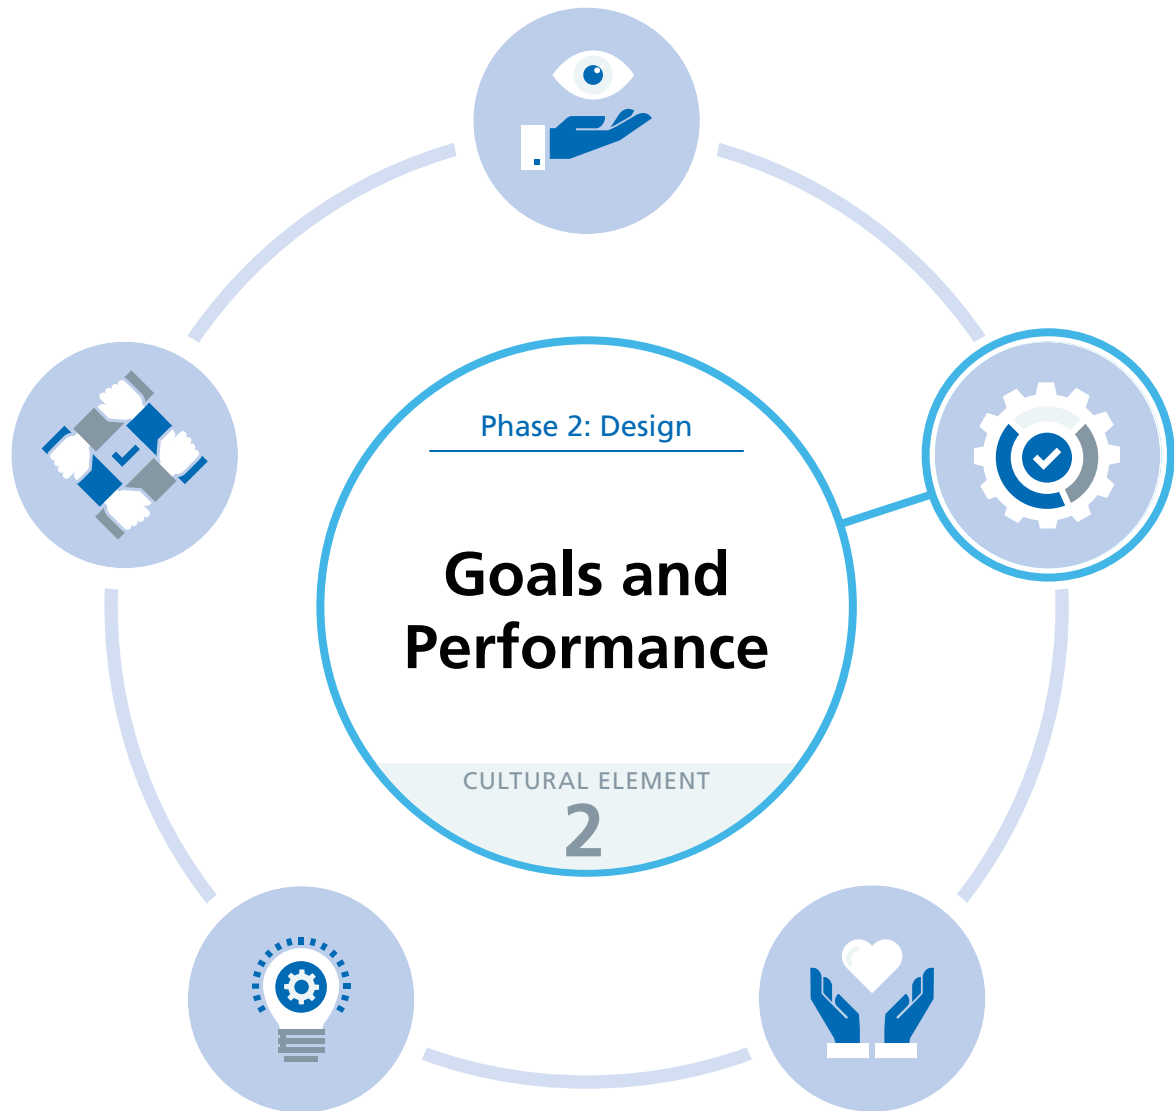 Phase 2: Design
Goals and
Performance
CULTURAL ELEMENT
2